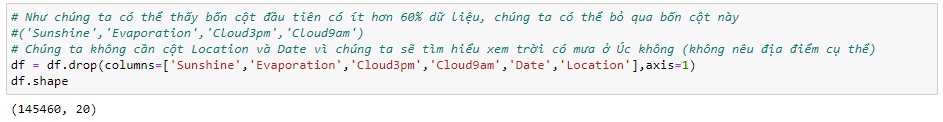 # Như chúng ta có thể thấy bốn cột đầu tiên có ít hơn 60% dữ liệu, chúng ta có thể bỏ qua bốn cột này
#('Sunshine','Evaporation','Cloud3pm','Cloud9am')
# Chúng ta không cần cột Location và Date vì chúng ta sẽ tìm hiểu xem trời có mưa ở Úc không (không nêu địa điểm cụ thể)
df = df.drop(columns=['Sunshine','Evaporation','Cloud3pm','Cloud9am','Date','Location'],axis=1)
df.shape
(145460, 20)